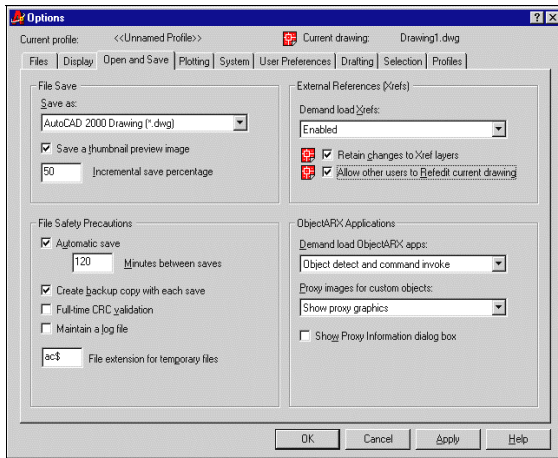 Options
Current profile: <<Unnamed Profile>> Current drawing: Drawing1.dwg
Files Display Open and Save Plotting System User Preferences Drafting Selection Profiles
File Save
Save as:
AutoCAD 2000 Drawing (*.dwg)
Save a thumbnail preview image
50 Incremental save percentage
External References (Xrefs)
Demand load Xrefs:
Enabled
Retain changes to Xref layers
Allow other users to Refedit current drawing
File Safety Precautions
Automatic save
120 Minutes between saves
Create backup copy with each save
Full-time CRC validation
Maintain a log file
ac$ File extension for temporary files
ObjectARX Applications
Demand load ObjectARX apps:
Object detect and command invoke
Proxy images for custom objects:
Show proxy graphics
Show Proxy Information dialog box
OK Cancel Apply Help